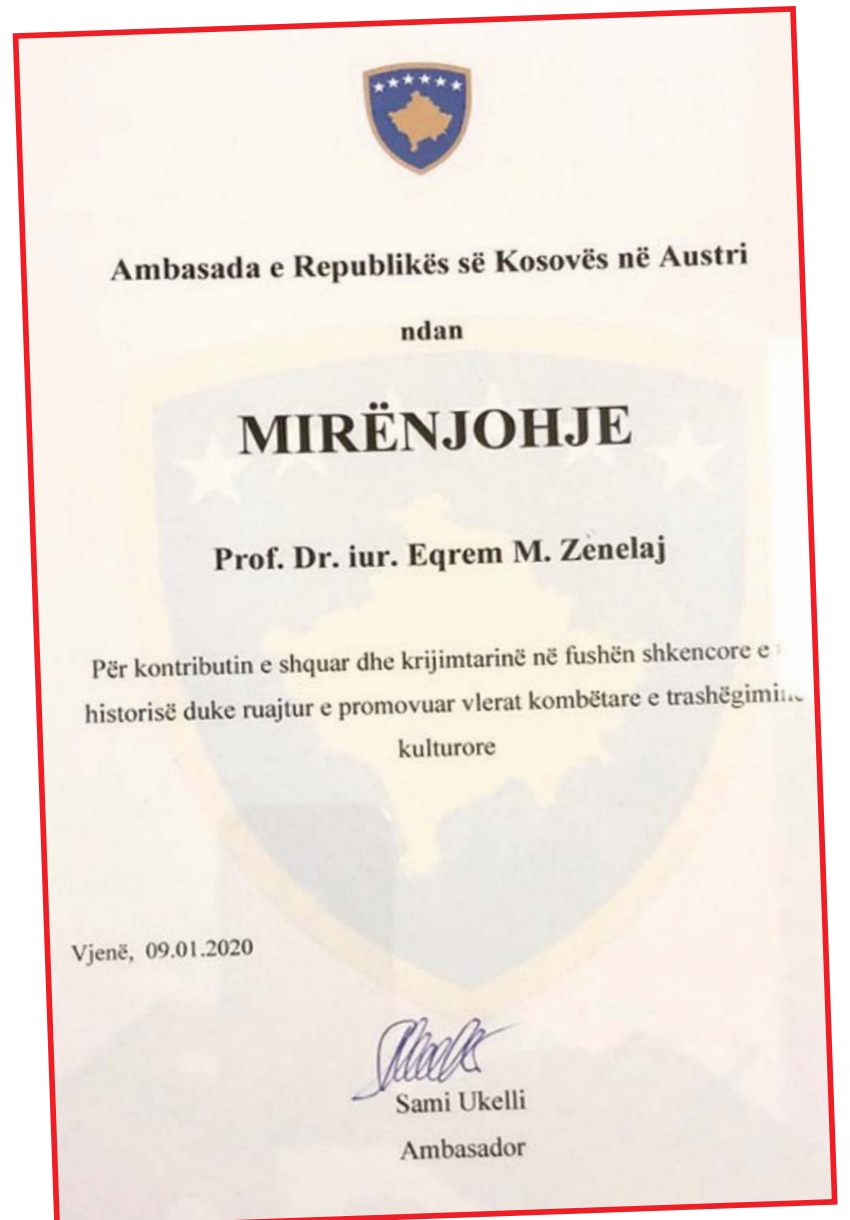 Ambasada e Republikës së Kosovës në Austri
ndan
MIRËNJOHJE
Prof. Dr. iur. Eqrem M. Zenelaj
Për kontributin e shquar dhe krijimtarinë në fushën shkencore e
historisë duke ruajtur e promovuar vlerat kombëtare e
kulturore
Vjenë, 09.01.2020
Sami Ukelli
Ambasador